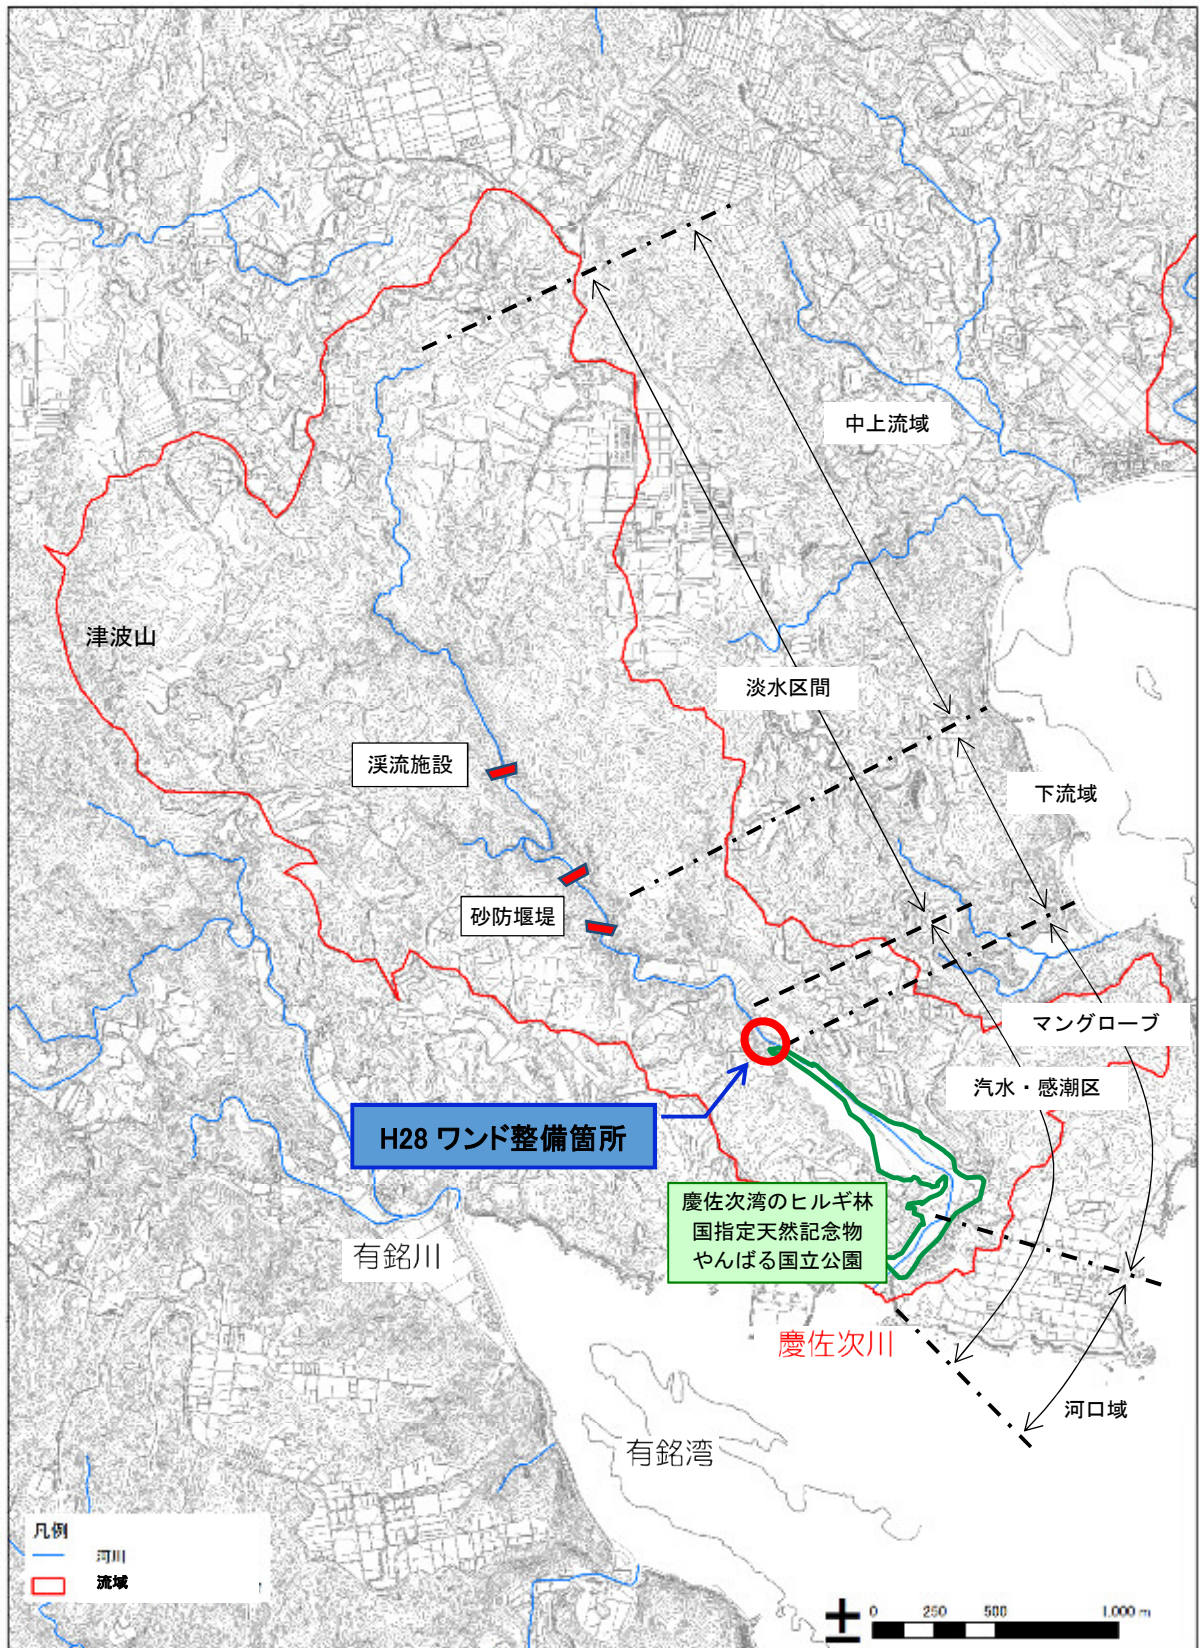 中上流域
津波山
淡水区間
渓流施設
下流域
砂防堰堤
マングローブ
汽水・感潮区
H28 ワンド整備箇所
慶佐次湾のヒルギ林
国指定天然記念物
やんばる国立公園
有銘川
慶佐次川
河口域
有銘湾
凡例
河川
流域
0 250 500 1,000 m